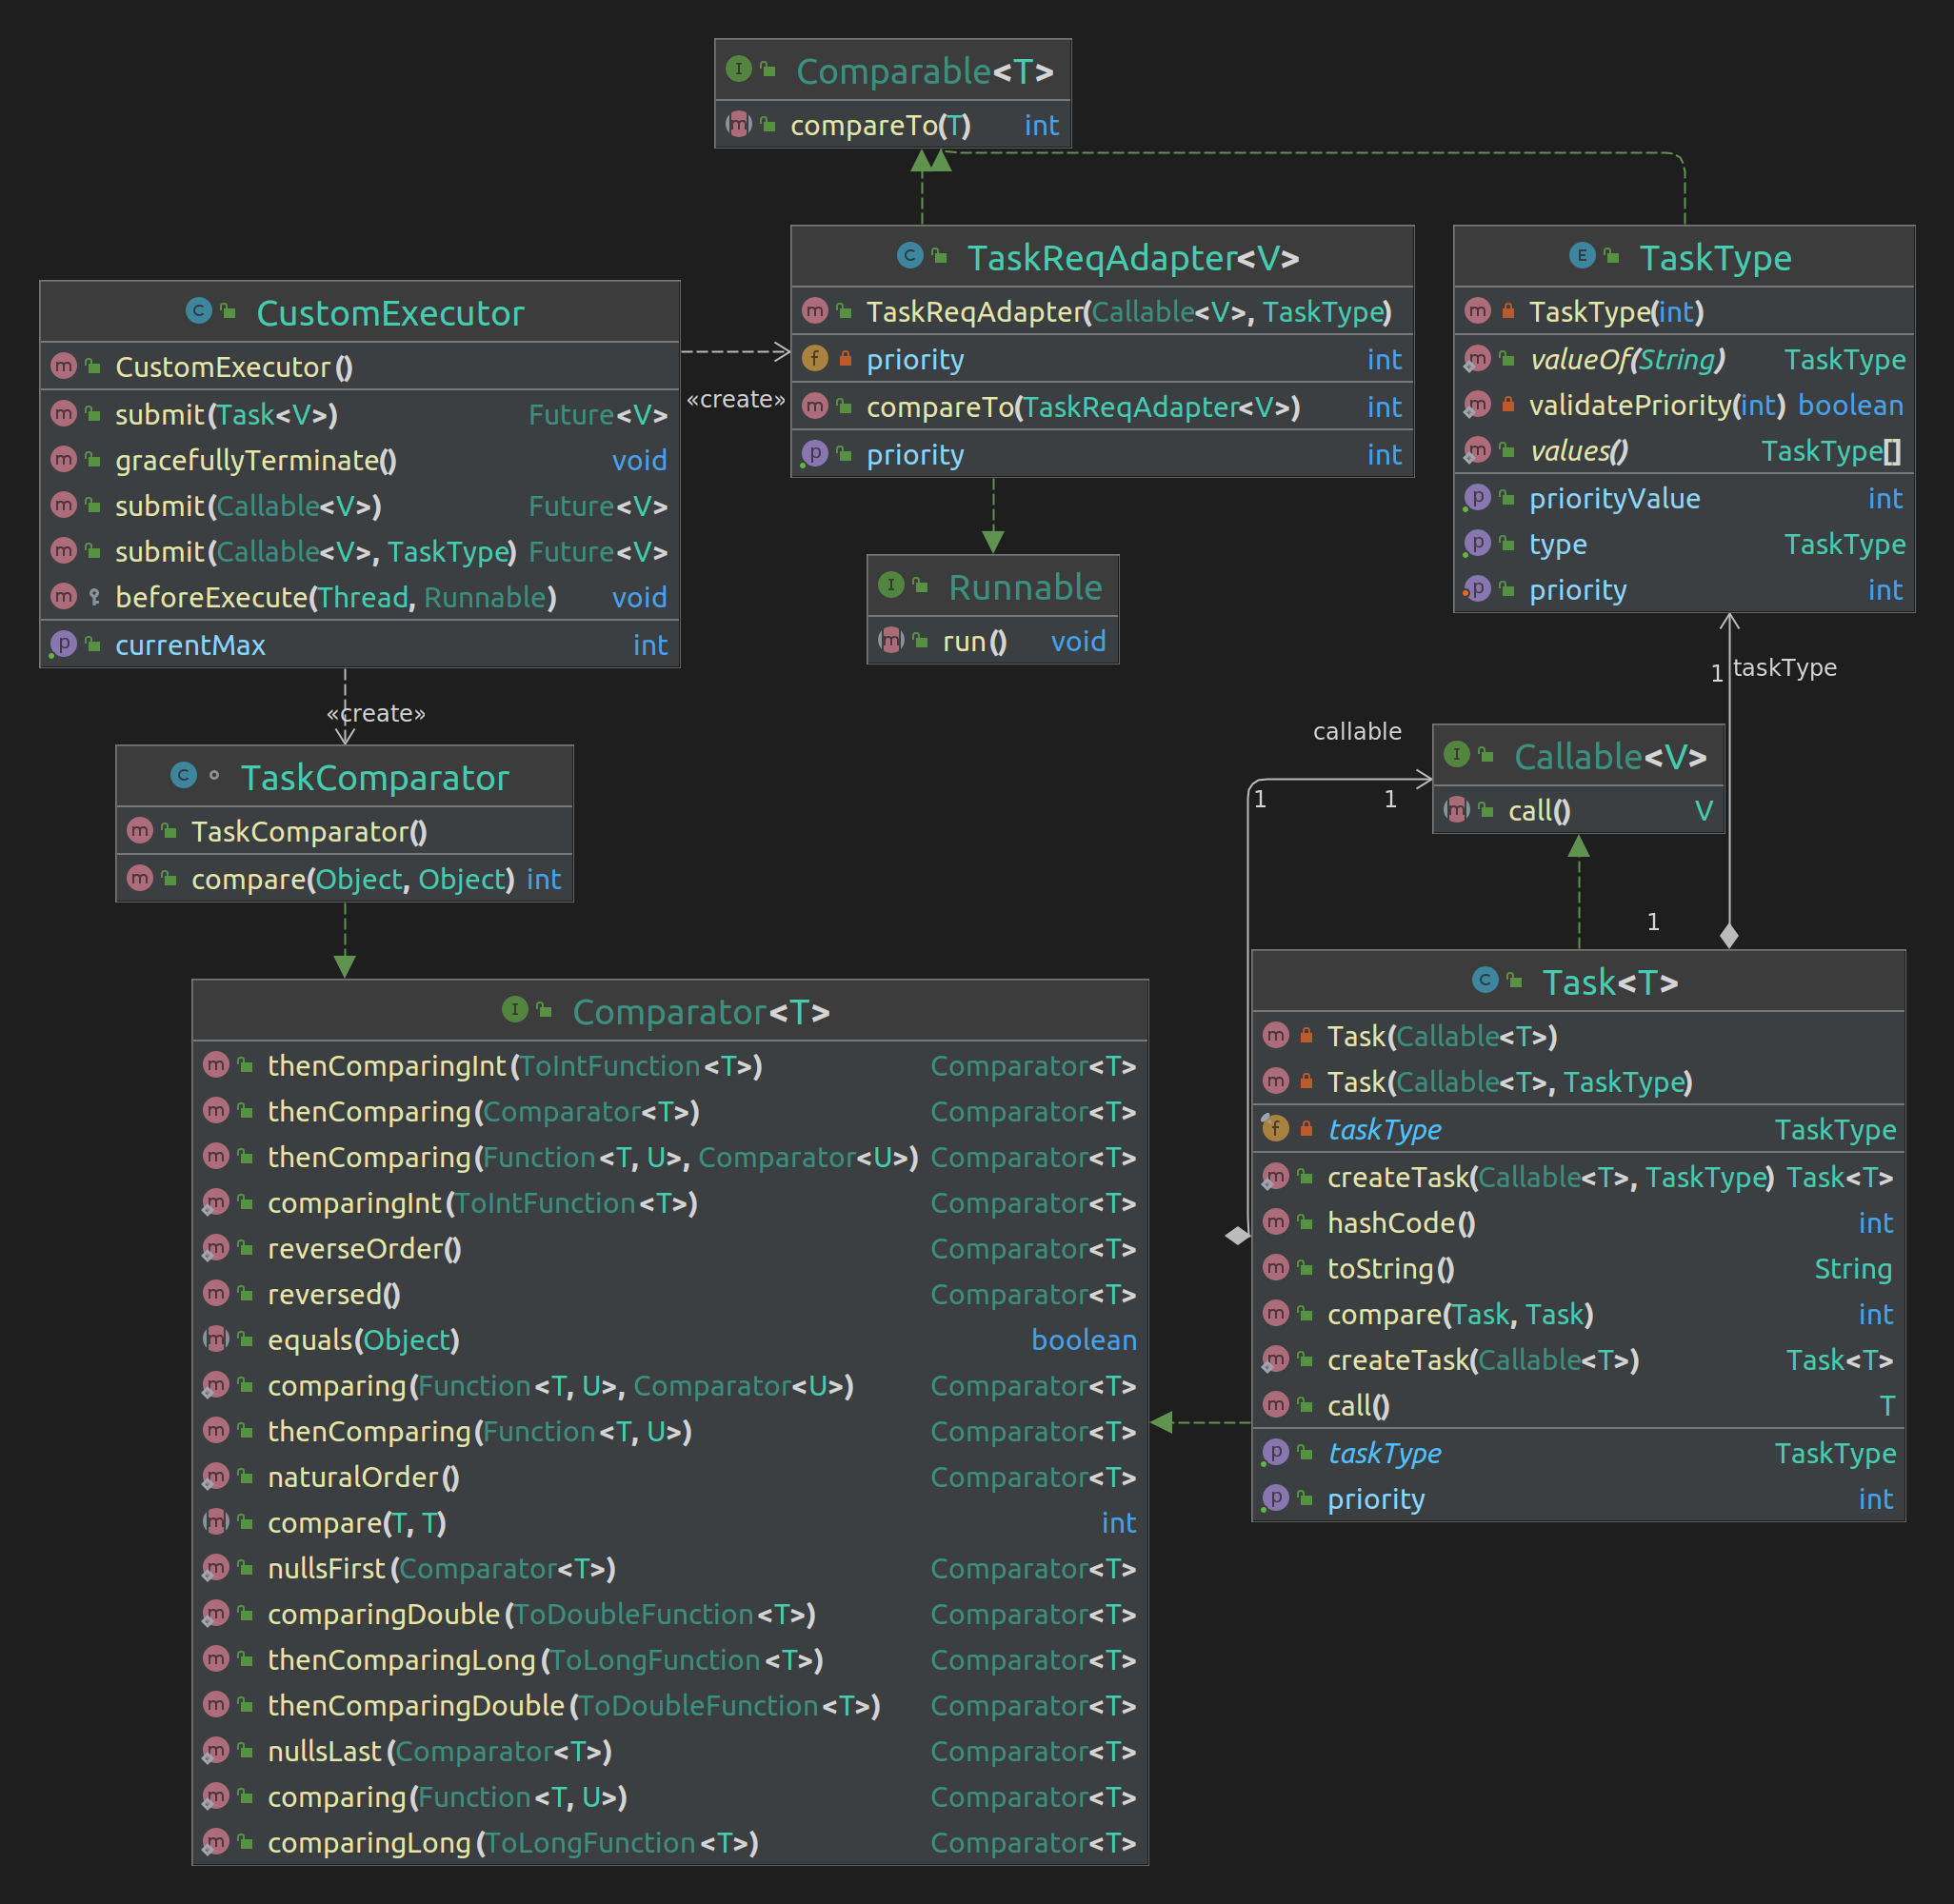 Comparable<T>
compareTo(T) int
TaskReqAdapter<V>
TaskReqAdapter(Callable<V>, TaskType)
priority int
compareTo(TaskReqAdapter<V>) int
priority int
TaskType
TaskType(int)
valueOf(String) TaskType
validatePriority(int) boolean
values() TaskType[]
priorityValue int
type TaskType
priority int
CustomExecutor
CustomExecutor()
submit(Task<V>) Future<V>
gracefullyTerminate() void
submit(Callable<V>) Future<V>
submit(Callable<V>, TaskType) Future<V>
beforeExecute(Thread, Runnable) void
currentMax int
«create»
Runnable
run() void
«create»
1 taskType
callable
1 1
1
Callable<V>
call() V
TaskComparator
TaskComparator()
compare(Object, Object) int
Comparator<T>
thenComparingInt(ToIntFunction<T>) Comparator<T>
thenComparing(Comparator<T>) Comparator<T>
thenComparing(Function<T, U>, Comparator<U>) Comparator<T>
comparingInt(ToIntFunction<T>) Comparator<T>
reverseOrder() Comparator<T>
reversed() Comparator<T>
equals(Object) boolean
comparing(Function<T, U>, Comparator<U>) Comparator<T>
thenComparing(Function<T, U>) Comparator<T>
naturalOrder() Comparator<T>
compare(T, T) int
nullsFirst(Comparator<T>) Comparator<T>
comparingDouble(ToDoubleFunction<T>) Comparator<T>
thenComparingLong(ToLongFunction<T>) Comparator<T>
thenComparingDouble(ToDoubleFunction<T>) Comparator<T>
nullsLast(Comparator<T>) Comparator<T>
comparing(Function<T, U>) Comparator<T>
comparingLong(ToLongFunction<T>) Comparator<T>
Task<T>
Task(Callable<T>)
Task(Callable<T>, TaskType)
taskType TaskType
createTask(Callable<T>, TaskType) Task<T>
hashCode() int
toString() String
compare(Task, Task) int
createTask(Callable<T>) Task<T>
call() T
taskType TaskType
priority int